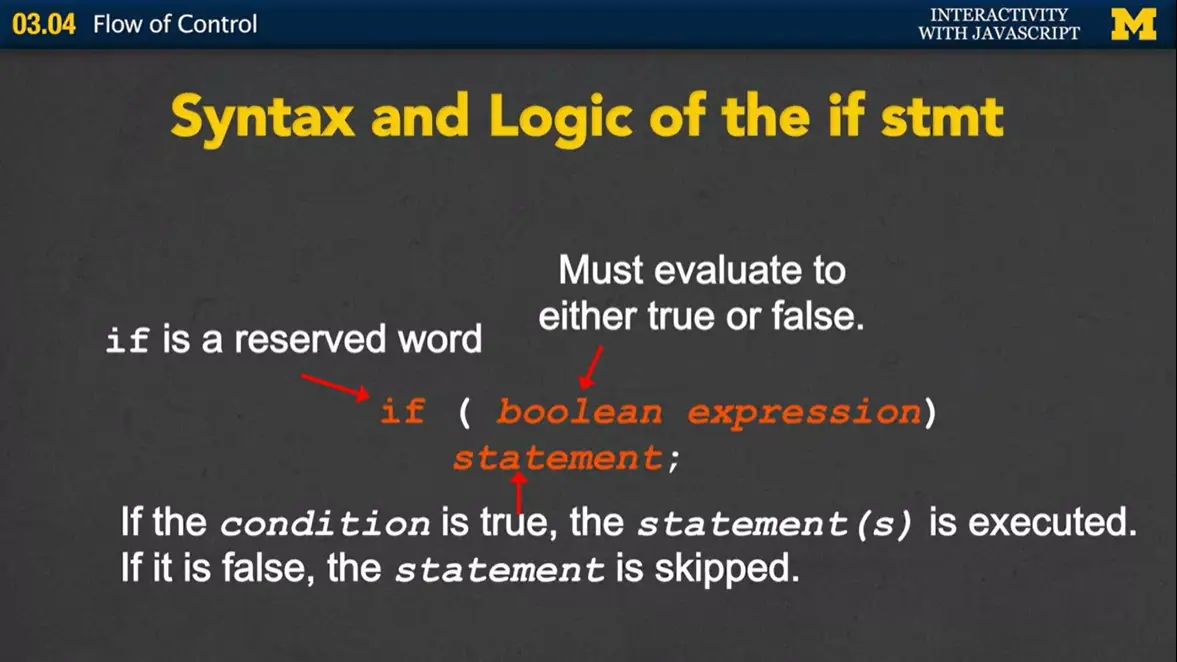 03.04 Flow of Control
INTERACTIVITY
WITH JAVASCRIPT
M
Syntax and Logic of the if stmt
Must evaluate to
either true or false.
if is a reserved word
if ( boolean expression)
statement;
If the condition is true, the statement(s) is executed.
If it is false, the statement is skipped.